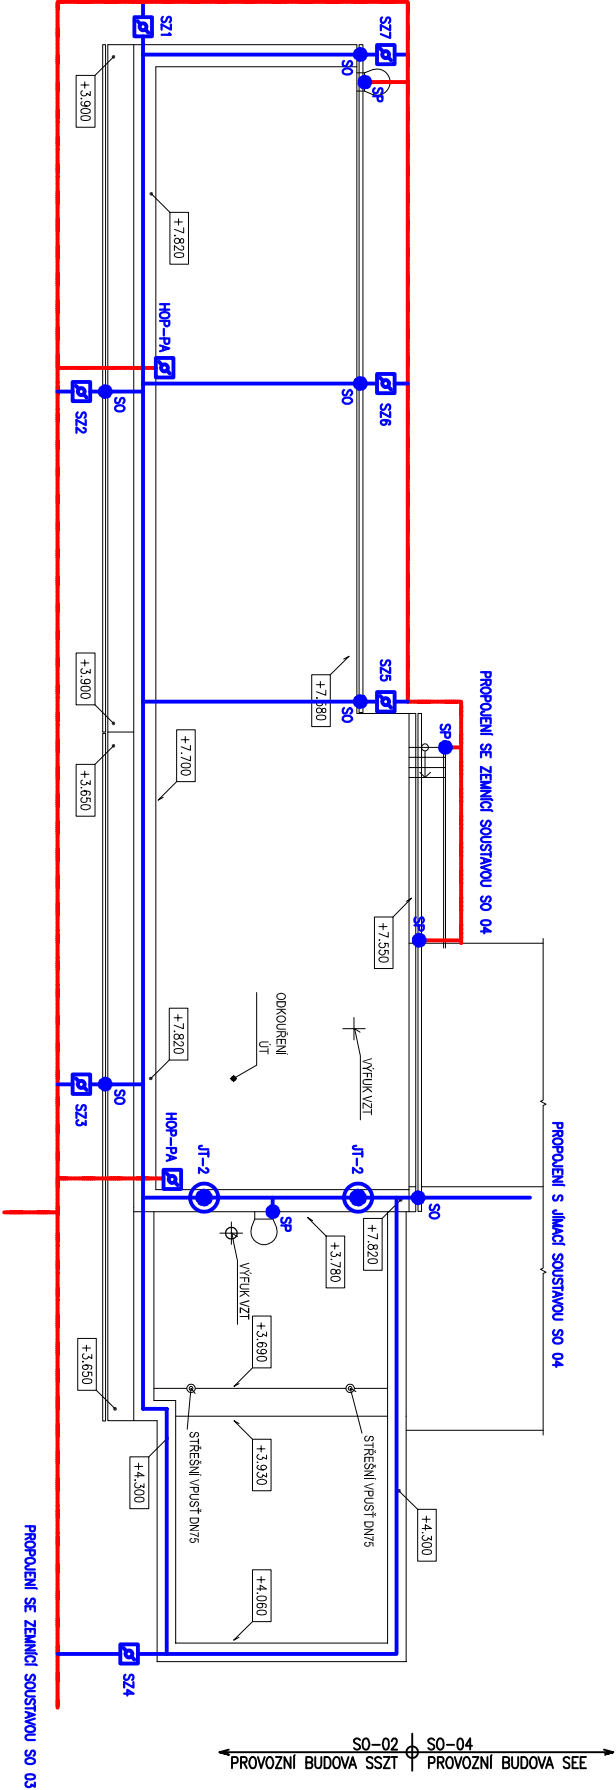 SZ1
SZ7
SO
SP
+3.900
+7.820
HOP-PA
SO
SZ6
SZ2
SO
SZ5
+7.580
SO
+3.900
PROPOJENÍ SE ZEMNÍCÍ SOUSTAVOU SO 04
SP
+7.700
+3.650
SP
+7.550
ODKOUŘENÍ
ÚT
VÝFUK VZT
+7.820
SZ3
SO
HOP-PA
JT-2
JT-2
PROPOJENÍ S JÍMACÍ SOUSTAVOU SO 04
SO
SP
+3.780
+7.820
VÝFUK VZT
+3.690
+3.650
STŘEŠNÍ VPUSŤ DN75
STŘEŠNÍ VPUSŤ DN75
+3.930
+4.300
+4.300
+4.060
SZ4
PROPOJENÍ SE ZEMNÍCÍ SOUSTAVOU SO 03
SO-02
PROVOZNÍ BUDOVA SSZT
SO-04
PROVOZNÍ BUDOVA SEE